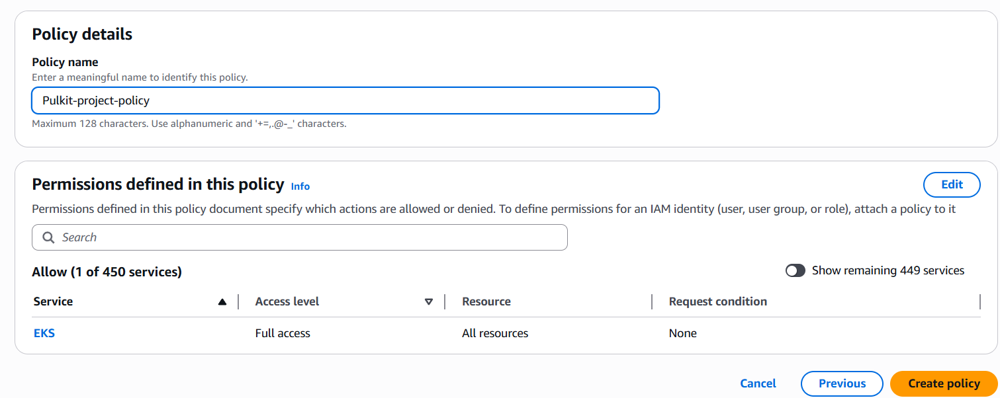 Policy details
Policy name
Enter a meaningful name to identify this policy.
Pulkit-project-policy
Maximum 128 characters. Use alphanumeric and '+=,.@-_' characters.
Permissions defined in this policy Info
Edit
Permissions defined in this policy document specify which actions are allowed or denied. To define permissions for an IAM identity (user, user group, or role), attach a policy to it
Search
Allow (1 of 450 services)
Show remaining 449 services
Service Access level Resource Request condition
EKS Full access All resources None
Cancel Previous Create policy